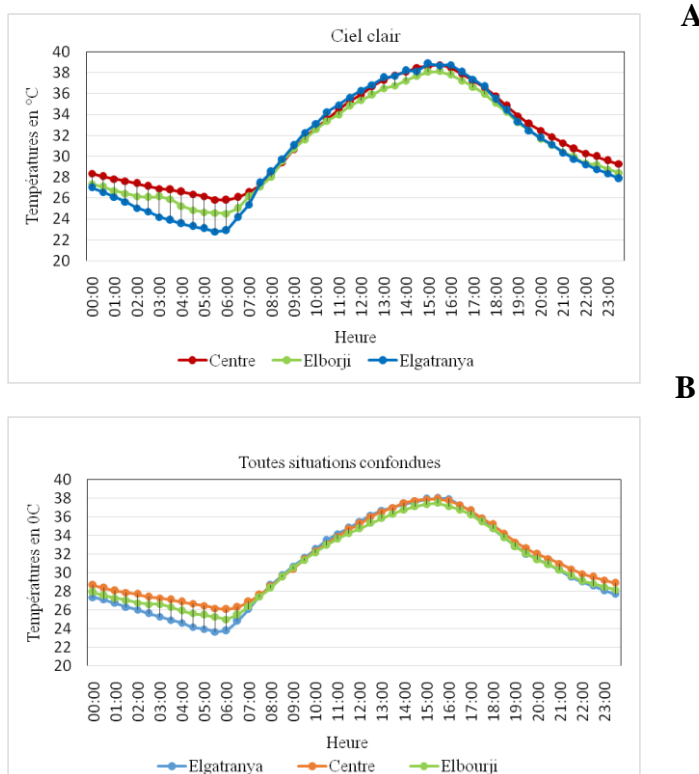 A
Ciel clair
Températures en °C
40
38
36
34
32
30
28
26
24
22
20
00:00 01:00 02:00 03:00 04:00 05:00 06:00 07:00 08:00 09:00 10:00 11:00 12:00 13:00 14:00 15:00 16:00 17:00 18:00 19:00 20:00 21:00 22:00 23:00
Heure
Centre Elborji Elgatranya
B
Toutes situations confondues
Températures en 0C
40
38
36
34
32
30
28
26
24
22
20
00:00 01:00 02:00 03:00 04:00 05:00 06:00 07:00 08:00 09:00 10:00 11:00 12:00 13:00 14:00 15:00 16:00 17:00 18:00 19:00 20:00 21:00 22:00 23:00
Heure
Elgatranya Centre Elbourji